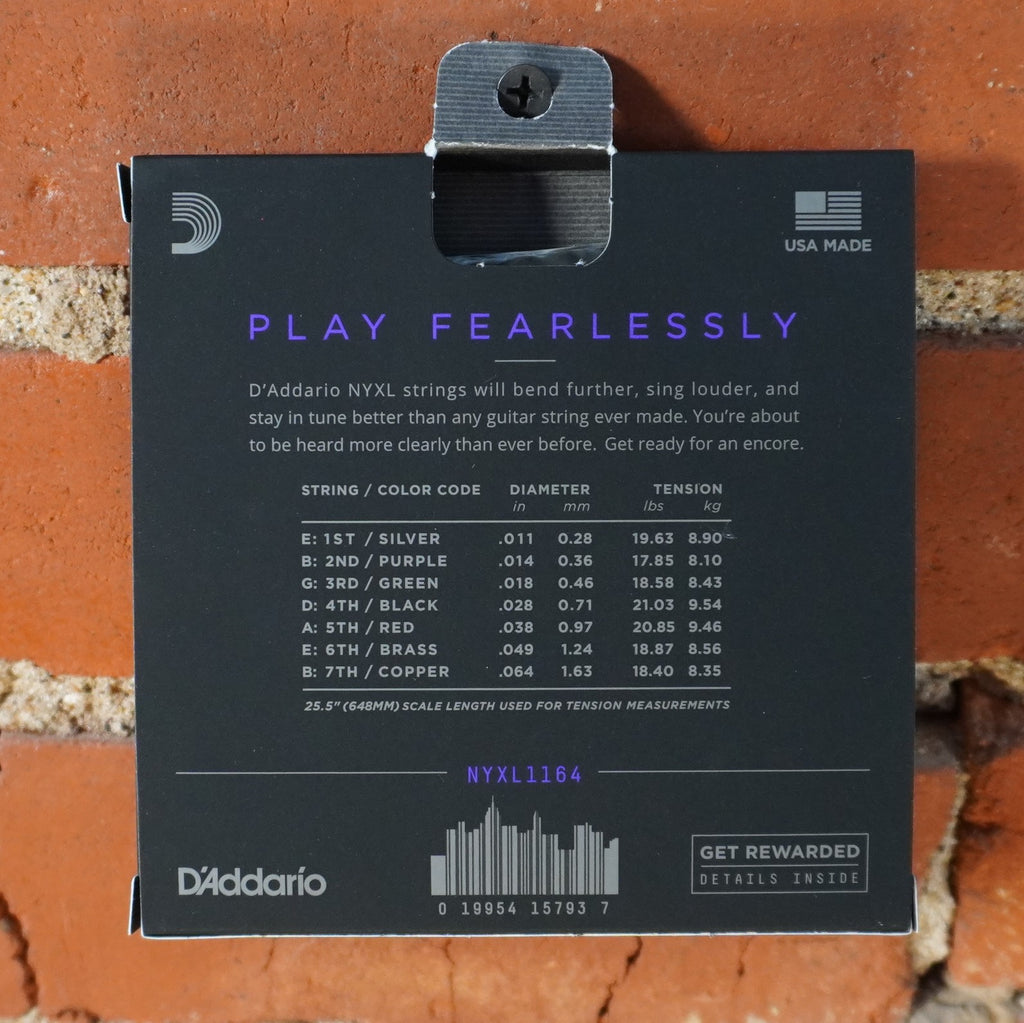 USA MADE
PLAY FEARLESSLY
D'Addario NYXL strings will bend further, sing louder, and
stay in tune better than any guitar string ever made. You're about
to be heard more clearly than ever before. Get ready for an encore.
STRING / COLOR CODE DIAMETER TENSION
in mm lbs kg
E: 1ST / SILVER .011 0.28 19.63 8.90
B: 2ND / PURPLE .014 0.36 17.85 8.10
G: 3RD / GREEN .018 0.46 18.58 8.43
D: 4TH / BLACK .028 0.71 21.03 9.54
A: 5TH / RED .038 0.97 20.85 9.46
E: 6TH / BRASS .049 1.24 18.87 8.56
B: 7TH / COPPER .064 1.63 18.40 8.35
25.5" (648MM) SCALE LENGTH USED FOR TENSION MEASUREMENTS
NYXL1164
D'Addario
0 19954 15793 7
GET REWARDED
DETAILS INSIDE